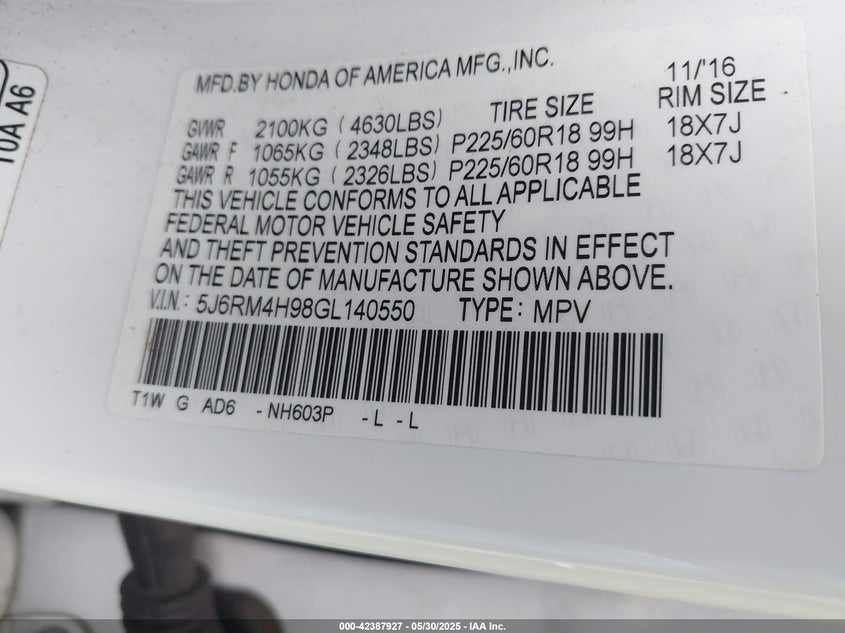 10A A6
MFD.BY HONDA OF AMERICA MFG.,INC. 11/'16
GVWR 2100KG ( 4630LBS) TIRE SIZE RIM SIZE
GAWR F 1065KG ( 2348LBS) P225/60R18 99H 18X7J
GAWR R 1055KG ( 2326LBS) P225/60R18 99H 18X7J
THIS VEHICLE CONFORMS TO ALL APPLICABLE
FEDERAL MOTOR VEHICLE SAFETY
AND THEFT PREVENTION STANDARDS IN EFFECT
ON THE DATE OF MANUFACTURE SHOWN ABOVE.
V.I.N.: 5J6RM4H98GL140550 TYPE: MPV
T1W G AD6 -NH603P -L -L
000-42387927 - 05/30/2025 - IAA Inc.